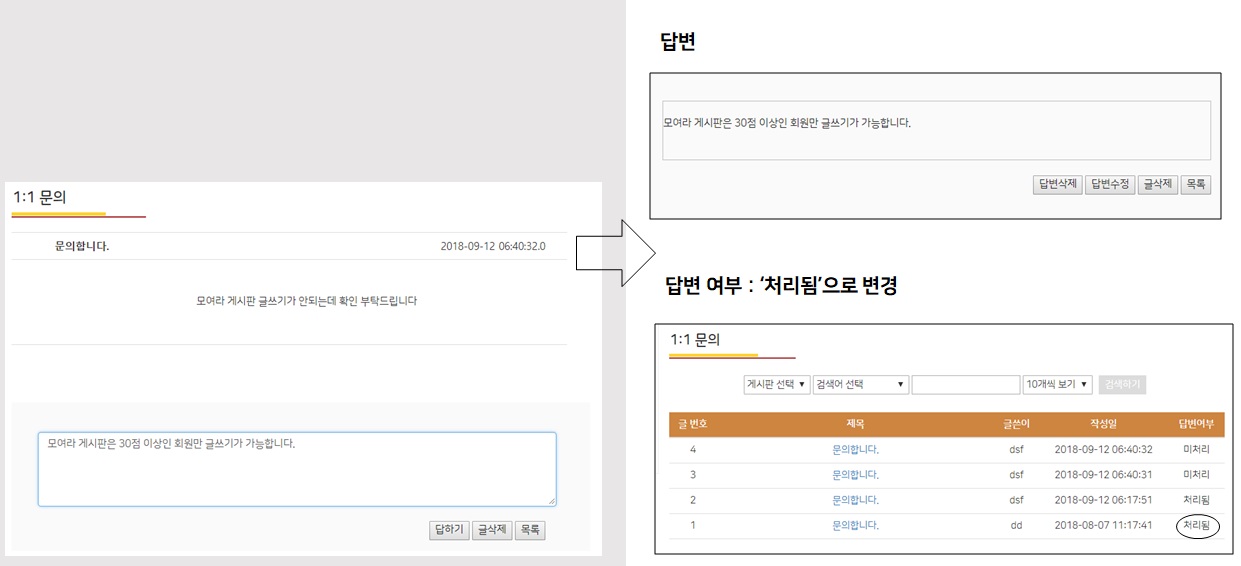 1:1 문의
문의합니다. 2018-09-12 06:40:32.0
모여라 게시판 글쓰기가 안되는데 확인 부탁드립니다
모여라 게시판은 30점 이상인 회원만 글쓰기가 가능합니다.
답하기 글삭제 목록
답변
모여라 게시판은 30점 이상인 회원만 글쓰기가 가능합니다.
답변삭제 답변수정 글삭제 목록
답변 여부 : ‘처리됨’으로 변경
1:1 문의
게시판 선택 ▼ 검색어 선택 ▼ 10개씩 보기 ▼ 검색하기
글 번호 제목 글쓴이 작성일 답변여부
4 문의합니다. dsf 2018-09-12 06:40:32 미처리
3 문의합니다. dsf 2018-09-12 06:40:31 미처리
2 문의합니다. dsf 2018-09-12 06:17:51 처리됨
1 문의합니다. dd 2018-08-07 11:17:41 처리됨